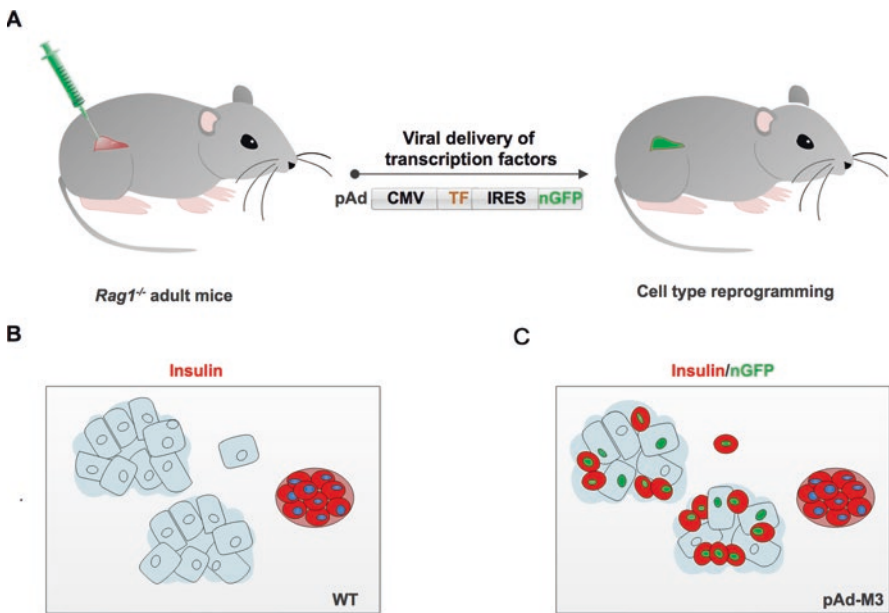 A
Viral delivery of
transcription factors
pAd CMV TF IRES nGFP
Rag1-/- adult mice
Cell type reprogramming
B
Insulin
WT
C
Insulin/nGFP
pAd-M3